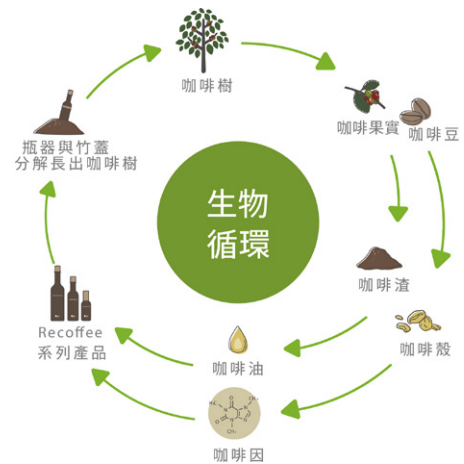 咖啡樹
咖啡果實
咖啡豆
瓶器與竹蓋
分解長出咖啡樹
生物
循環
咖啡渣
咖啡殼
Recoffee
系列產品
咖啡油
咖啡因